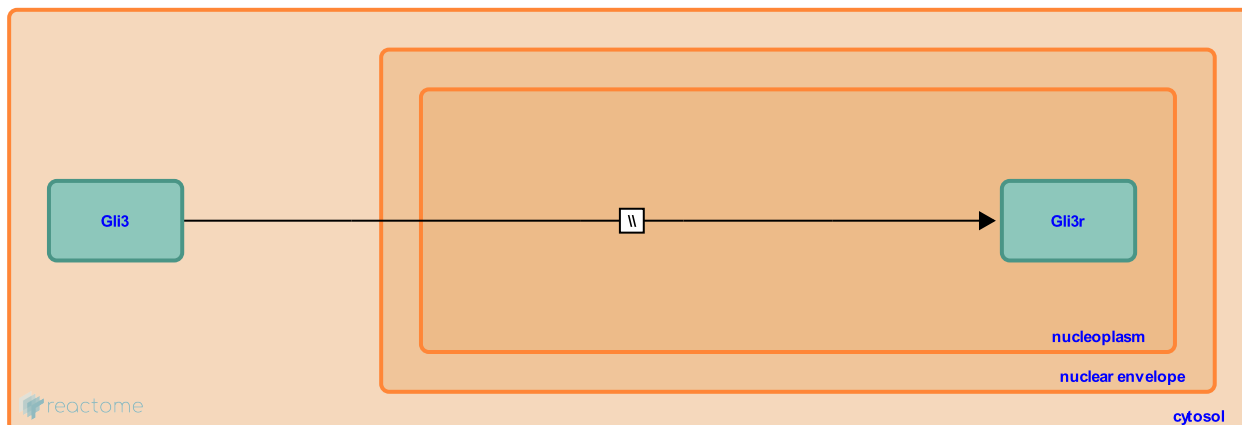 Gli3
\\
Gli3r
nucleoplasm
nuclear envelope
reactome
cytosol